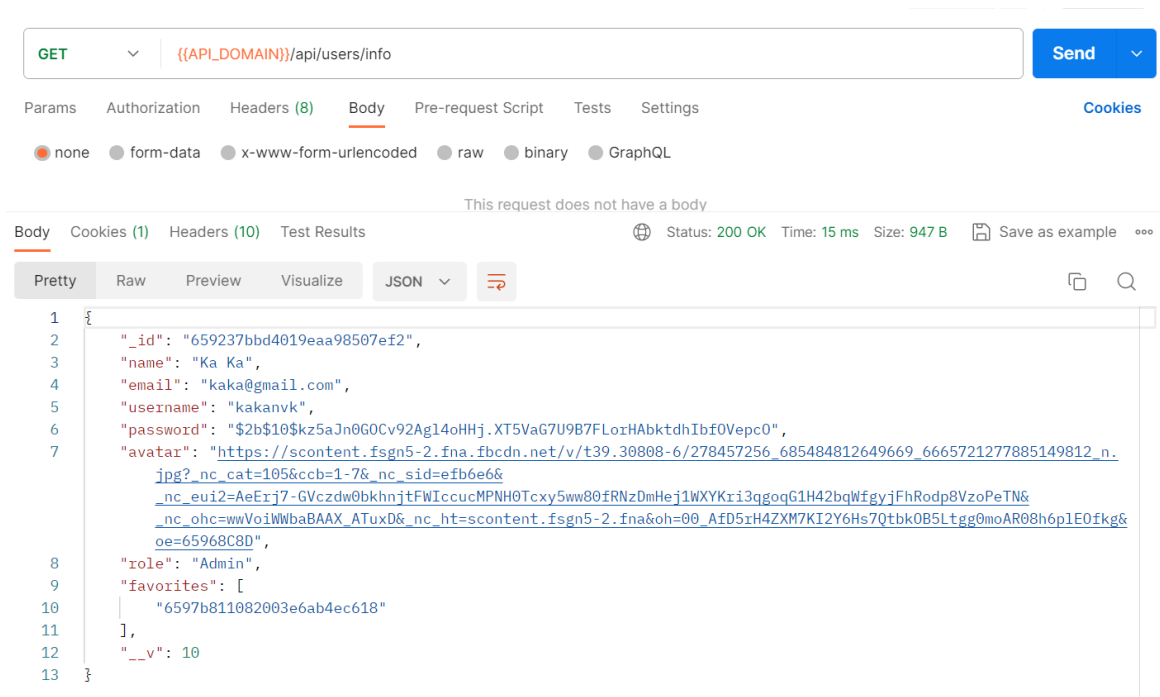 GET {{API_DOMAIN}}/api/users/info Send
Params Authorization Headers (8) Body Pre-request Script Tests Settings Cookies
none form-data x-www-form-urlencoded raw binary GraphQL
This request does not have a body
Body Cookies (1) Headers (10) Test Results Status: 200 OK Time: 15 ms Size: 947 B Save as example
Pretty Raw Preview Visualize JSON
1 {
2 "_id": "659237bbd4019eaa98507ef2",
3 "name": "Ka Ka",
4 "email": "kaka@gmail.com",
5 "username": "kakanvk",
6 "password": "$2b$10$kz5aJn0GOCv92Agl4oHHj.XT5VaG7U9B7FLorHAbktdhIbfOVepcO",
7 "avatar": "https://scontent.fsgn5-2.fna.fbcdn.net/v/t39.30808-6/278457256_685484812649669_6665721277885149812_n.
jpg?_nc_cat=105&ccb=1-7&_nc_sid=efb6e6&
_nc_eui2=AeErj7-GVczdw0bkhnjtFWIccucMPNH0Tcxy5ww80fRNzDmHej1WXYKri3qgoqG1H42bqWfgyjFhRodp8VzoPeTN&
_nc_ohc=wwVoiWWbaBAAX_ATuxD&_nc_ht=scontent.fsgn5-2.fna&oh=00_AfD5rH4ZXM7KI2Y6Hs7QtbkOB5Ltgg0moAR08h6plEOfkg&
oe=65968C8D",
8 "role": "Admin",
9 "favorites": [
10 "6597b811082003e6ab4ec618"
11 ],
12 "__v": 10
13 }